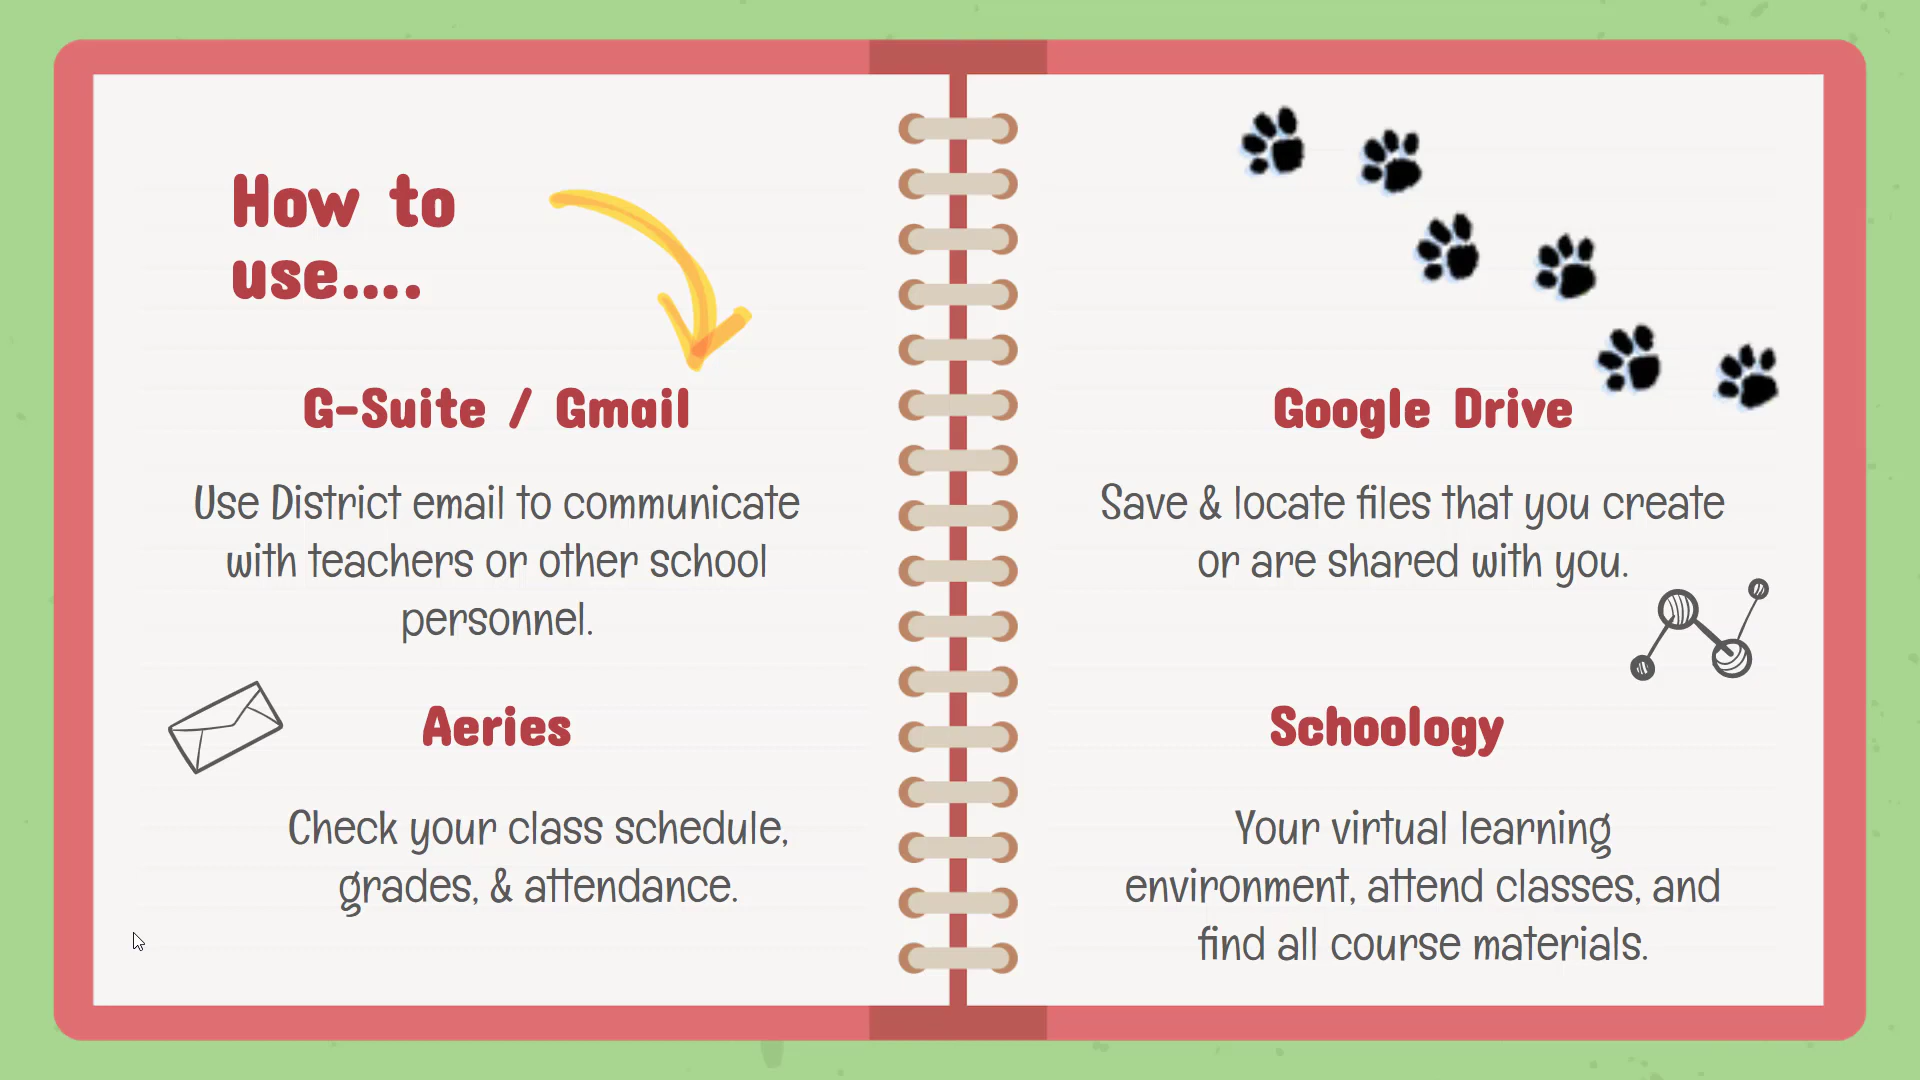 How to
use....
G-Suite / Gmail
Use District email to communicate
with teachers or other school
personnel.
Aeries
Check your class schedule,
grades, & attendance.
Google Drive
Save & locate files that you create
or are shared with you.
Schoology
Your virtual learning
environment, attend classes, and
find all course materials.